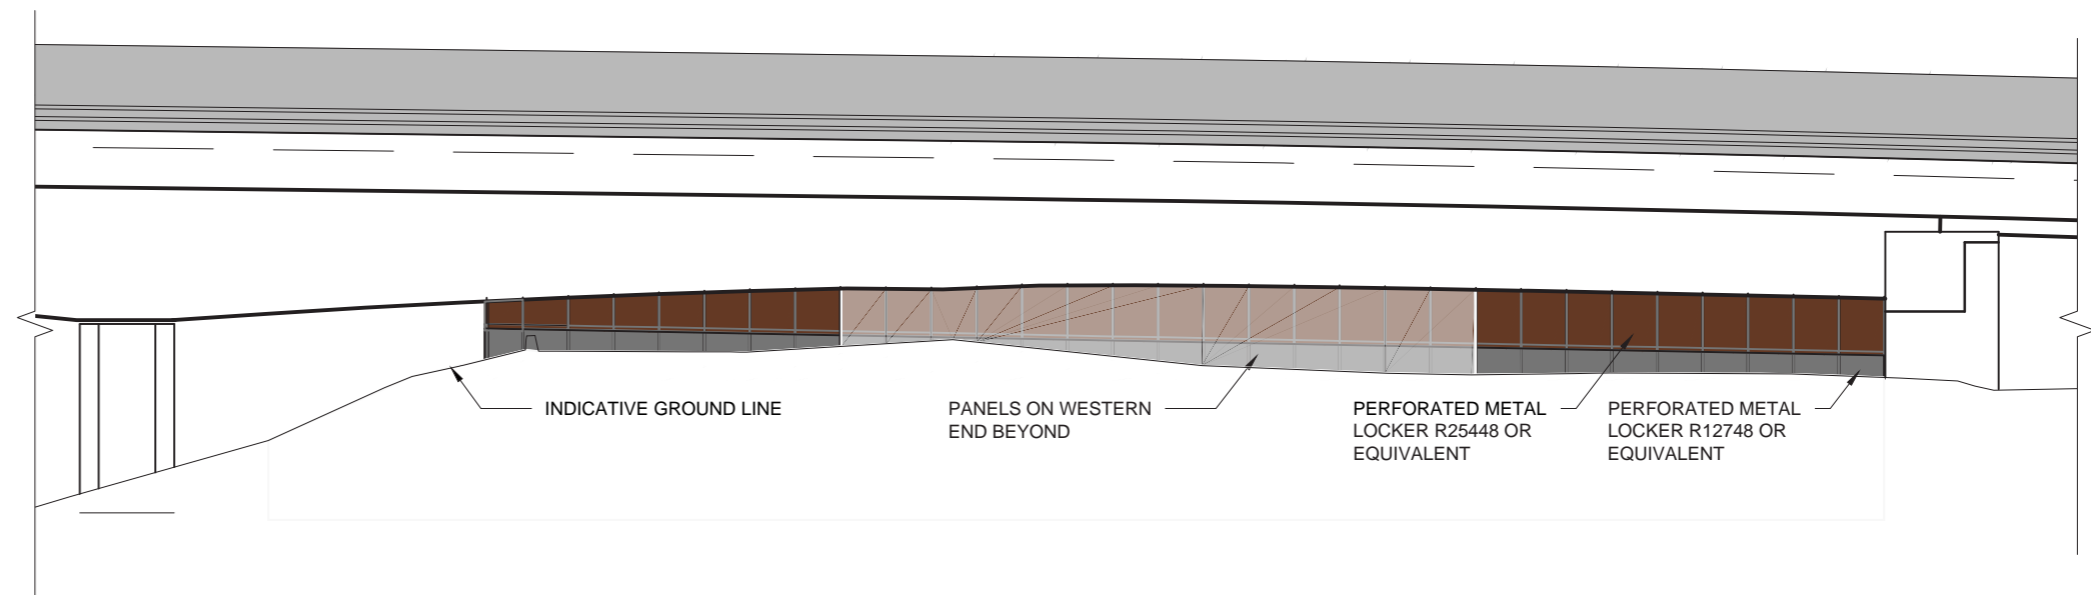 INDICATIVE GROUND LINE
PANELS ON WESTERN
END BEYOND
PERFORATED METAL
LOCKER R25448 OR
EQUIVALENT
PERFORATED METAL
LOCKER R12748 OR
EQUIVALENT